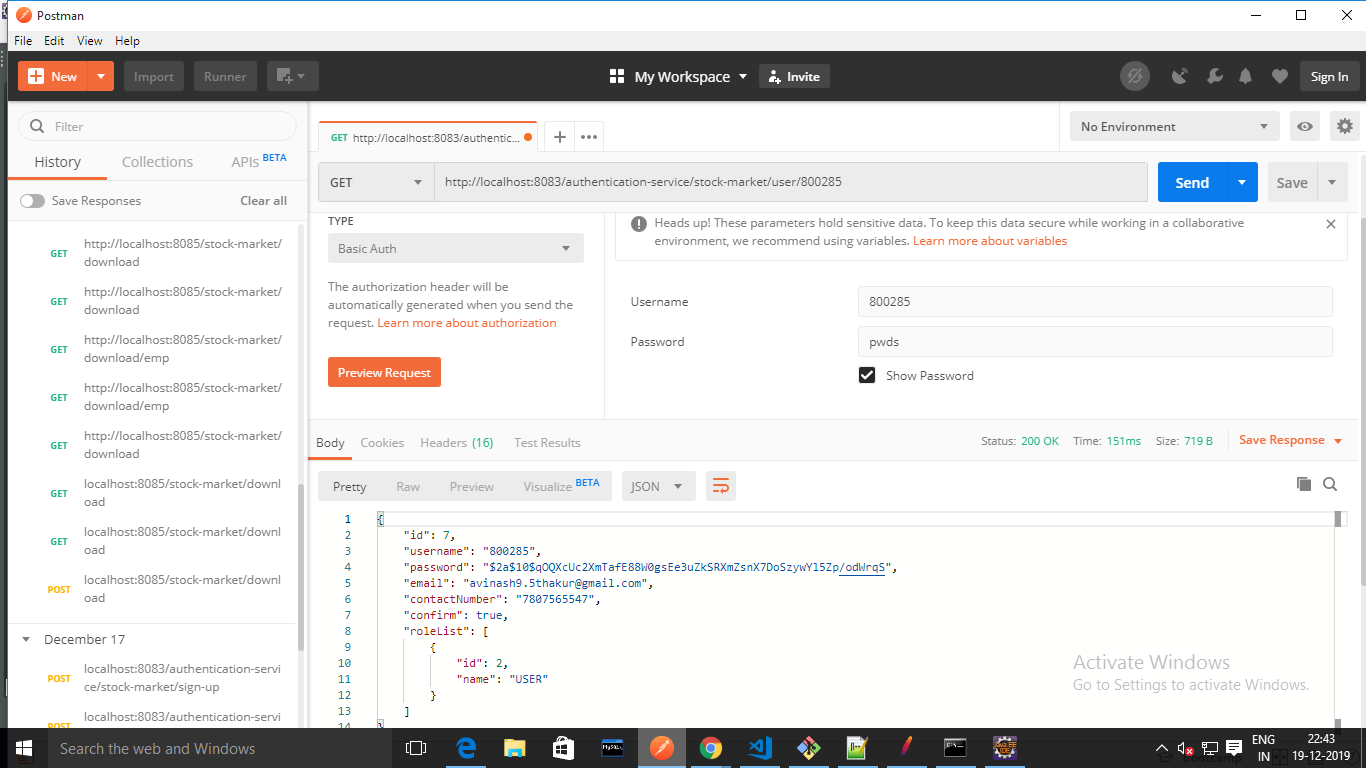 Postman
File Edit View Help
New Import Runner My Workspace Invite Sign In
Filter
History Collections APIs BETA
Save Responses Clear all
GET http://localhost:8085/stock-market/
download
GET http://localhost:8085/stock-market/
download
GET http://localhost:8085/stock-market/
download/emp
GET http://localhost:8085/stock-market/
download/emp
GET http://localhost:8085/stock-market/
download
GET localhost:8085/stock-market/downl
oad
GET localhost:8085/stock-market/downl
oad
POST localhost:8085/stock-market/downl
oad
December 17
POST localhost:8083/authentication-servi
ce/stock-market/sign-up
POST localhost:8083/authentication-servi
GET http://localhost:8083/authentic...
No Environment
GET http://localhost:8083/authentication-service/stock-market/user/800285 Send Save
TYPE
Basic Auth
The authorization header will be
automatically generated when you send the
request. Learn more about authorization
Preview Request
Heads up! These parameters hold sensitive data. To keep this data secure while working in a collaborative
environment, we recommend using variables. Learn more about variables
Username 800285
Password pwds
Show Password
Body Cookies Headers (16) Test Results Status: 200 OK Time: 151ms Size: 719 B Save Response
Pretty Raw Preview Visualize BETA JSON
1 {
2 "id": 7,
3 "username": "800285",
4 "password": "$2a$10$qOQXcUc2XmTafE88W0gsEe3uZkSRXmZsnX7DoSzywYl5Zp/odWrqS",
5 "email": "avinash9.5thakur@gmail.com",
6 "contactNumber": "7807565547",
7 "confirm": true,
8 "roleList": [
9 {
10 "id": 2,
11 "name": "USER"
12 }
13 ]
14 }
Activate Windows
Go to Settings to activate Windows.
Search the web and Windows
ENG
IN
22:43
19-12-2019